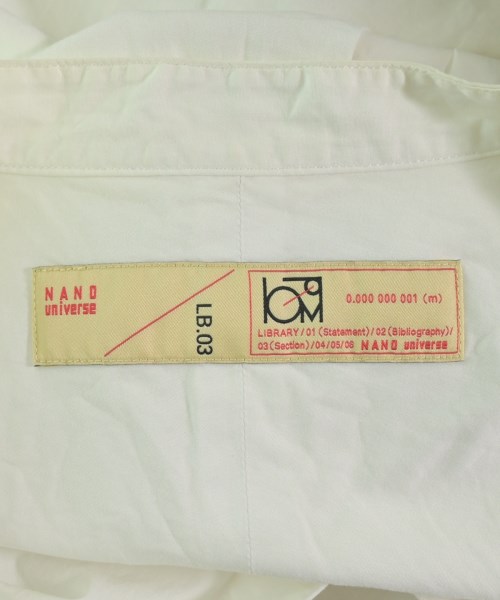 NANO
universe
LB.03
0.000 000 001 (m)
LIBRARY/01(Statement)/02(Bibliography)/
03(Section)/04/05/06 NANO universe